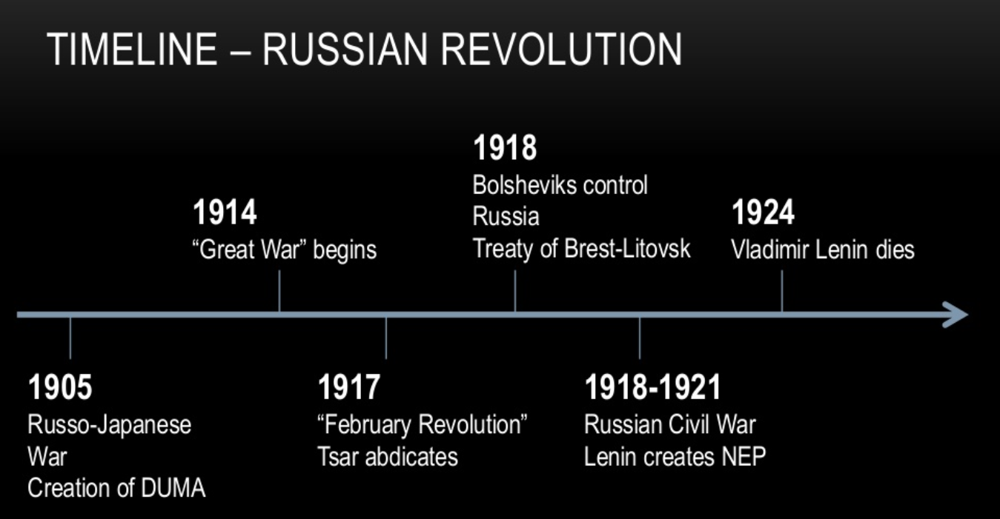 TIMELINE – RUSSIAN REVOLUTION
1905
Russo-Japanese
War
Creation of DUMA
1914
“Great War” begins
1917
“February Revolution”
Tsar abdicates
1918
Bolsheviks control
Russia
Treaty of Brest-Litovsk
1918-1921
Russian Civil War
Lenin creates NEP
1924
Vladimir Lenin dies